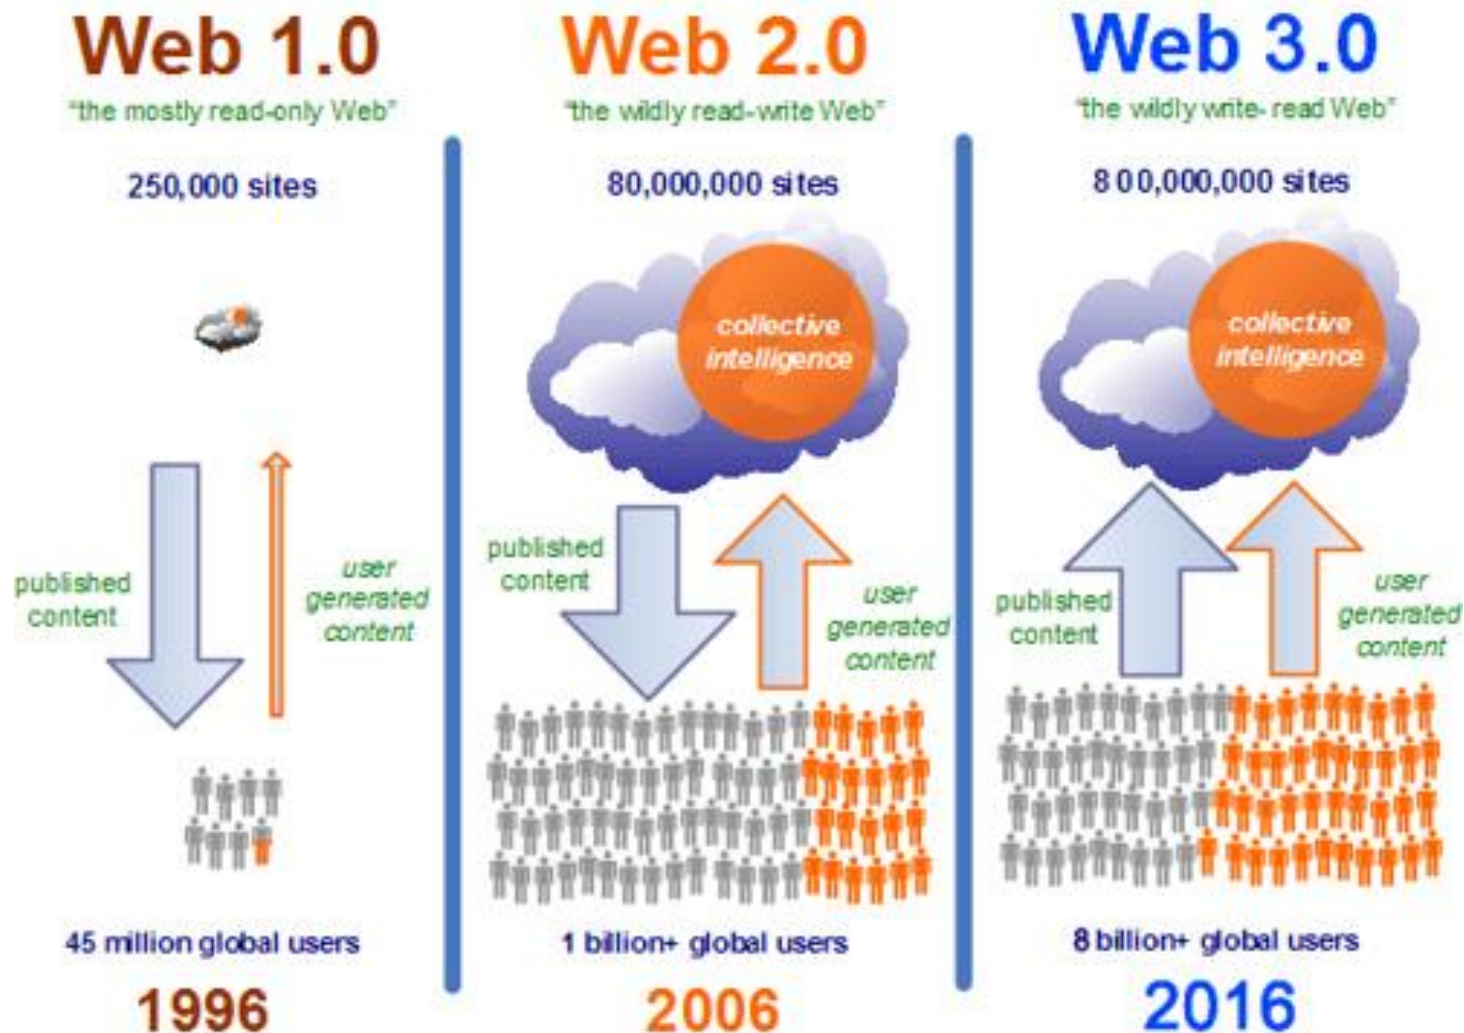 Web 1.0
"the mostly read-only Web"
250,000 sites
published
content
user
generated
content
45 million global users
1996
Web 2.0
"the wildly read-write Web"
80,000,000 sites
collective
intelligence
published
content
user
generated
content
1 billion+ global users
2006
Web 3.0
"the wildly write- read Web"
800,000,000 sites
collective
intelligence
published
content
user
generated
content
8 billion+ global users
2016